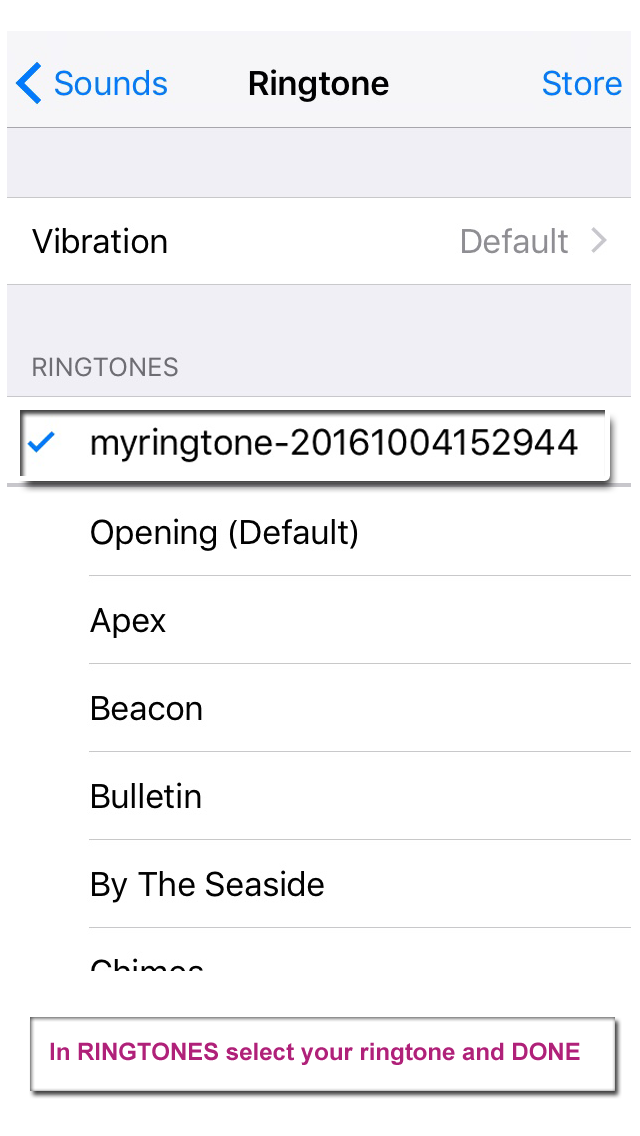 Sounds Ringtone Store
Vibration Default
RINGTONES
myringtone-20161004152944
Opening (Default)
Apex
Beacon
Bulletin
By The Seaside
Chimes
In RINGTONES select your ringtone and DONE